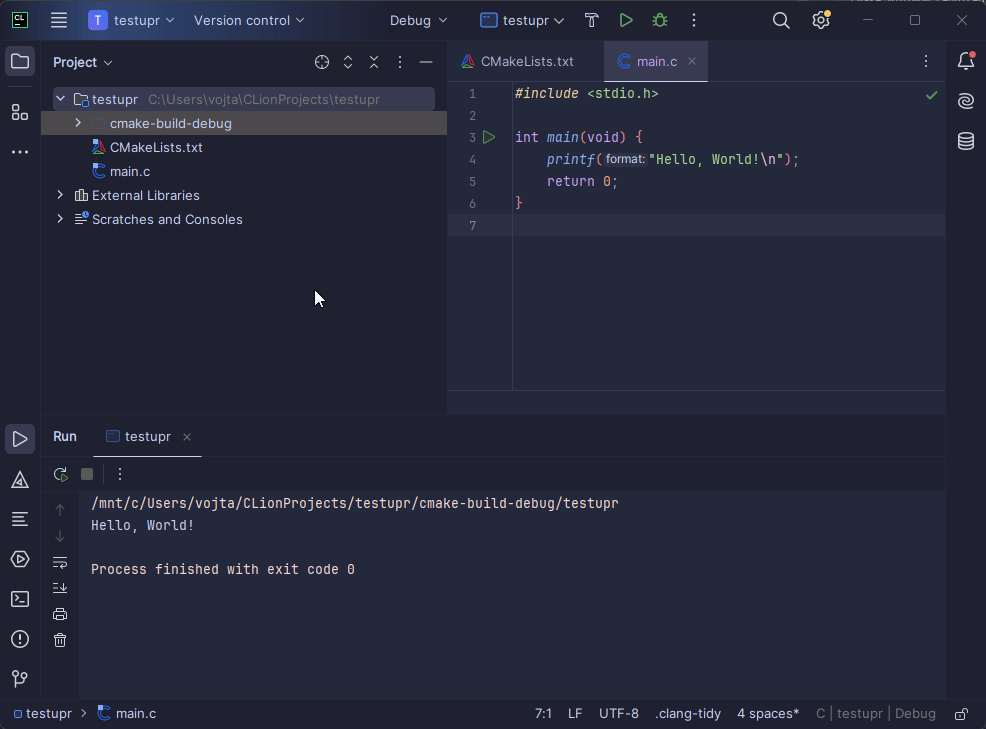 CL
T testupr Version control Debug testupr
Project
testupr C:\Users\vojta\CLionProjects\testupr
cmake-build-debug
CMakeLists.txt
main.c
External Libraries
Scratches and Consoles
CMakeLists.txt main.c
1 #include <stdio.h>
2
3 int main(void) {
4 printf( format: "Hello, World!\n");
5 return 0;
6 }
7
Run testupr
/mnt/c/Users/vojta/CLionProjects/testupr/cmake-build-debug/testupr
Hello, World!
Process finished with exit code 0
testupr main.c 7:1 LF UTF-8 .clang-tidy 4 spaces* C | testupr | Debug